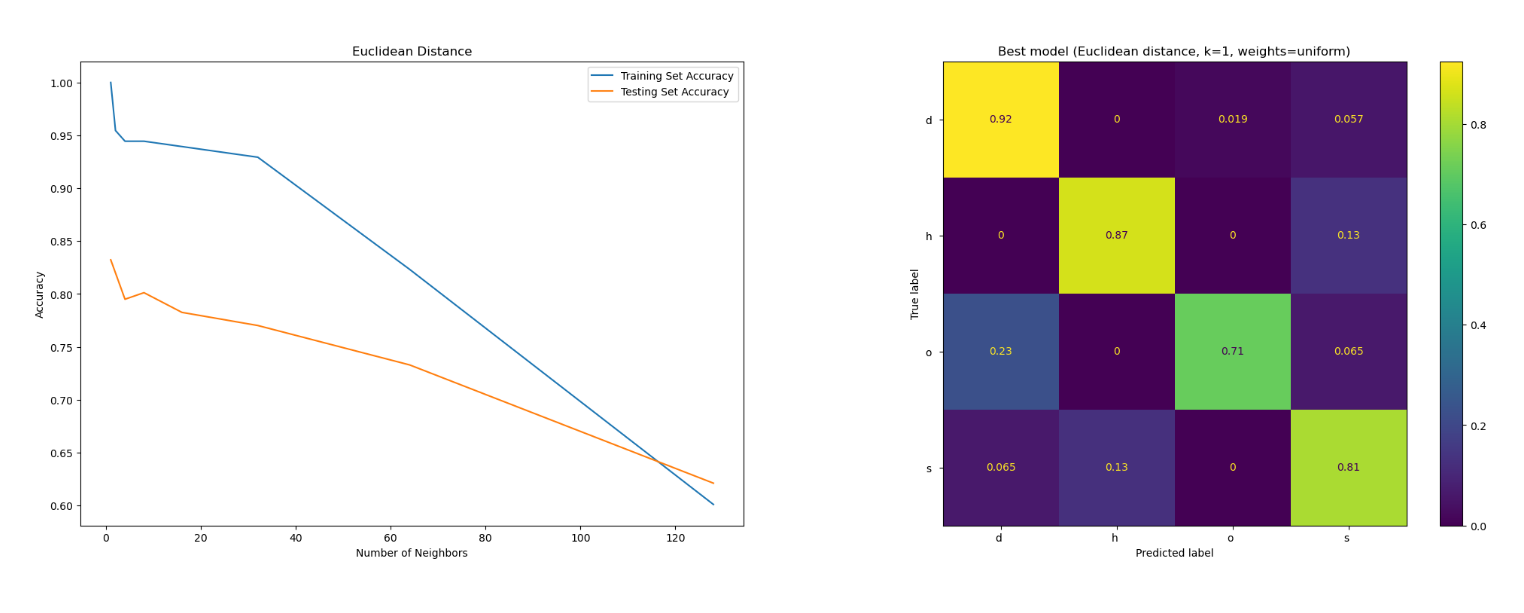 Euclidean Distance
Training Set Accuracy
Testing Set Accuracy
1.00
0.95
0.90
0.85
0.80
0.75
0.70
0.65
0.60
Accuracy
0 20 40 60 80 100 120
Number of Neighbors
Best model (Euclidean distance, k=1, weights=uniform)
d 0.92 0 0.019 0.057
h 0 0.87 0 0.13
o 0.23 0 0.71 0.065
s 0.065 0.13 0 0.81
True label
d h o s
Predicted label
0.8
0.6
0.4
0.2
0.0